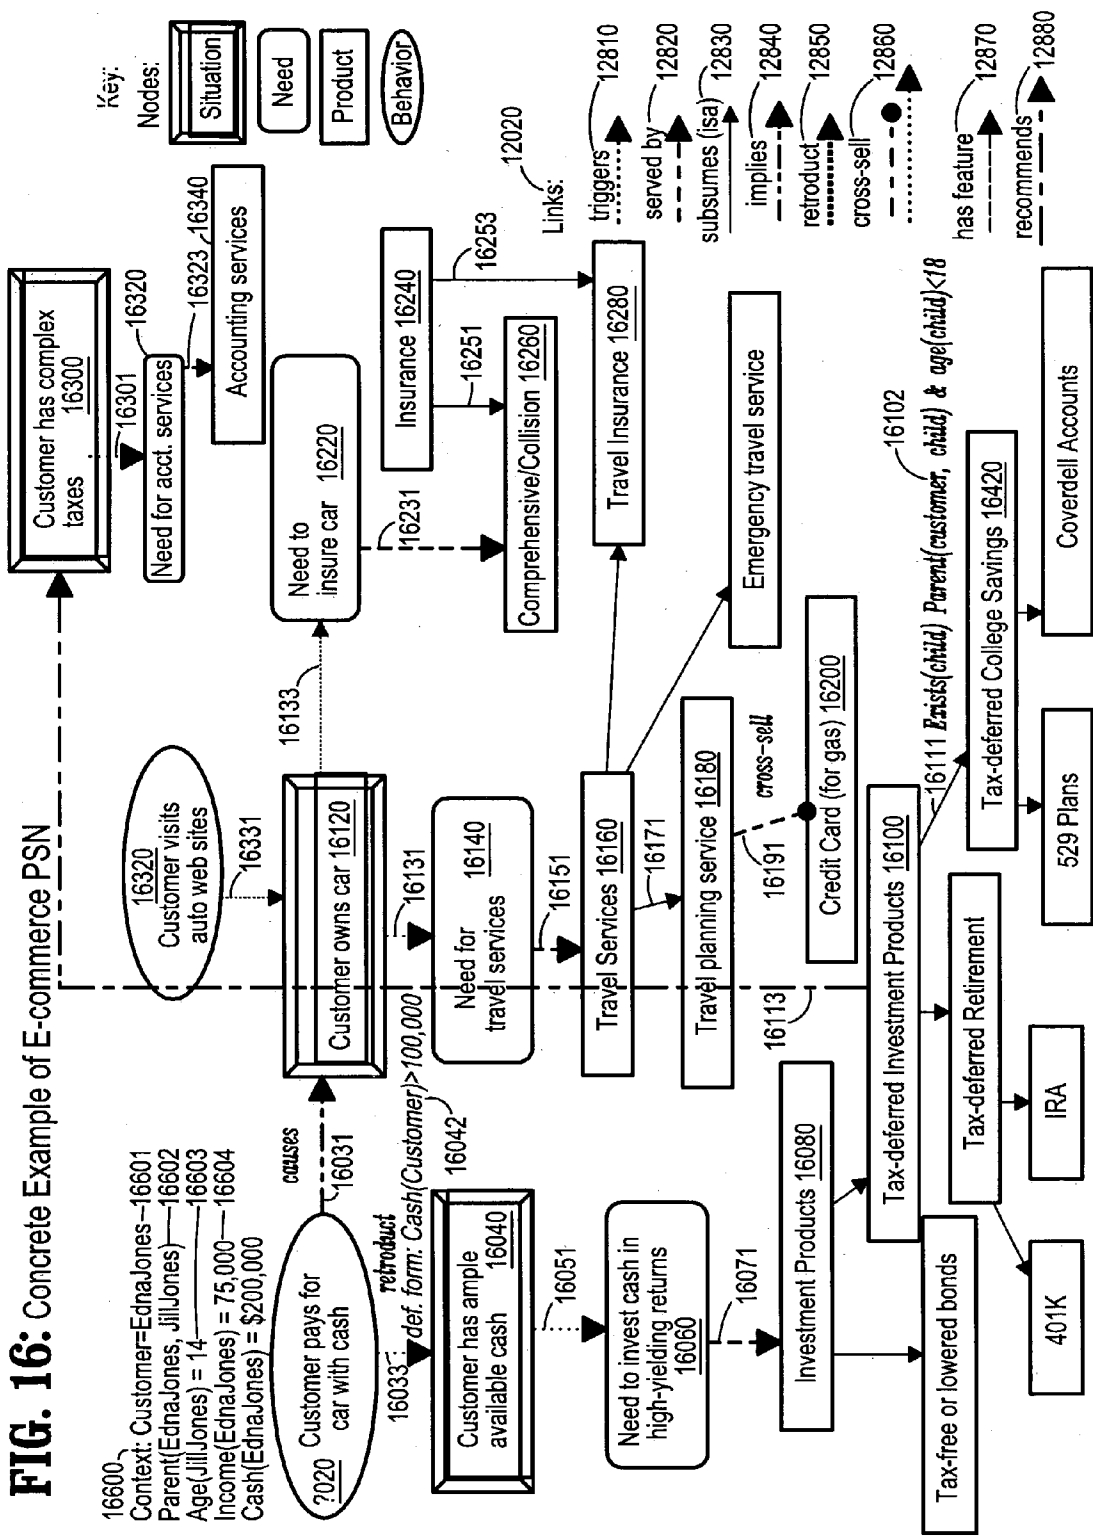 FIG. 16: Concrete Example of E-commerce PSN
16600
Context: Customer=EdnaJones 16601
Parent(EdnaJones, JillJones) 16602
Age(JillJones) = 14 16603
Income(EdnaJones) = 75,000 16604
Cash(EdnaJones) = $200,000
?020 Customer pays for
car with cash
causes
16031
16033
retroduct
def. form: Cash(Customer)>100,000
16042
Customer has ample
available cash 16040
16051
Need to invest cash in
high-yielding returns
16060
16071
Investment Products 16080
Tax-free or lowered bonds
Tax-deferred Investment Products 16100
Tax-deferred Retirement
401K
IRA
16320
Customer visits
auto web sites
16331
Customer owns car 16120
16131
16133
Need for
travel services
16140
16151
Travel Services 16160
16171
Travel planning service 16180
cross-sell
16191
Credit Card (for gas) 16200
16113
16111 Exists(child) Parent(customer, child) & age(child)<18
16102
Tax-deferred College Savings 16420
529 Plans
Coverdell Accounts
Customer has complex
taxes 16300
16301
16320
Need for acct. services
16323
16340
Accounting services
Need to
insure car 16220
16231
Insurance 16240
16251
16253
Comprehensive/Collision 16260
Travel Insurance 16280
Emergency travel service
Key:
Nodes:
Situation
Need
Product
Behavior
12020
Links:
triggers
12810
served by
12820
subsumes (isa)
12830
implies
12840
retroduct
12850
cross-sell
12860
has feature
12870
recommends
12880